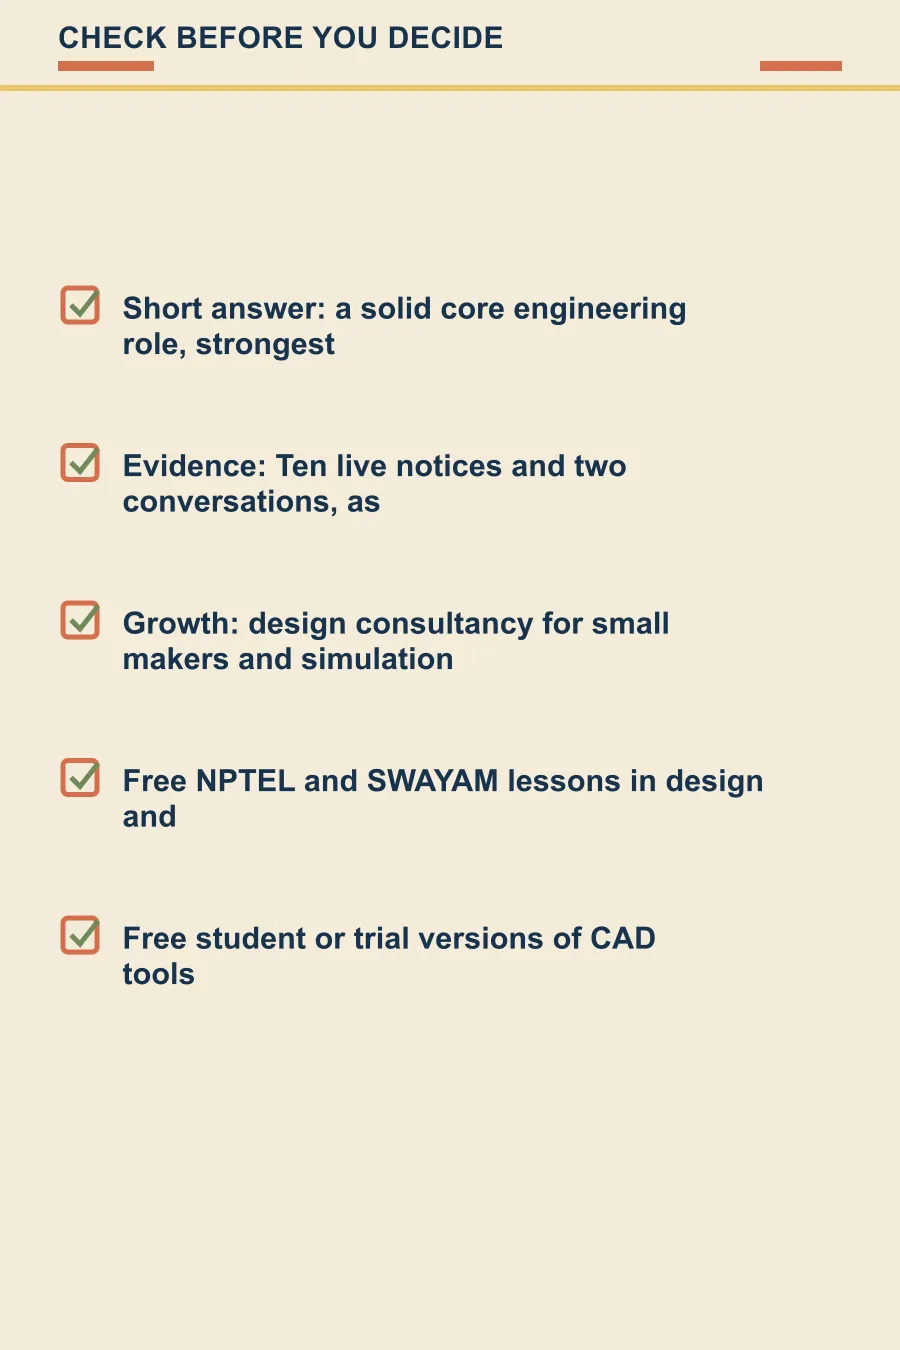 CHECK BEFORE YOU DECIDE
Short answer: a solid core engineering
role, strongest
Evidence: Ten live notices and two
conversations, as
Growth: design consultancy for small
makers and simulation
Free NPTEL and SWAYAM lessons in design
and
Free student or trial versions of CAD
tools